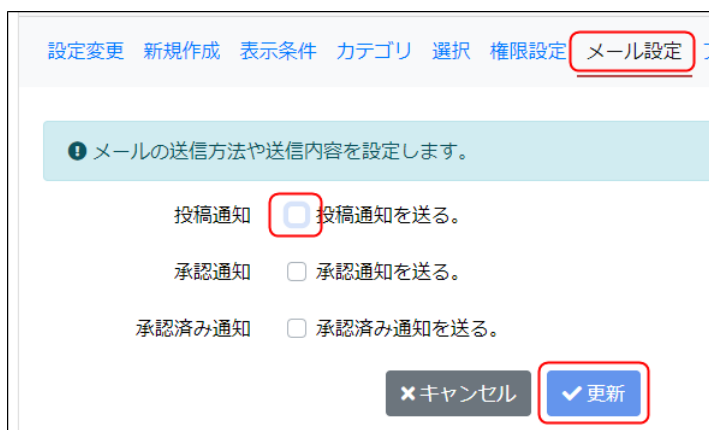 設定変更 新規作成 表示条件 カテゴリ 選択 権限設定 メール設定
メールの送信方法や送信内容を設定します。
投稿通知 投稿通知を送る。
承認通知 承認通知を送る。
承認済み通知 承認済み通知を送る。
キャンセル 更新